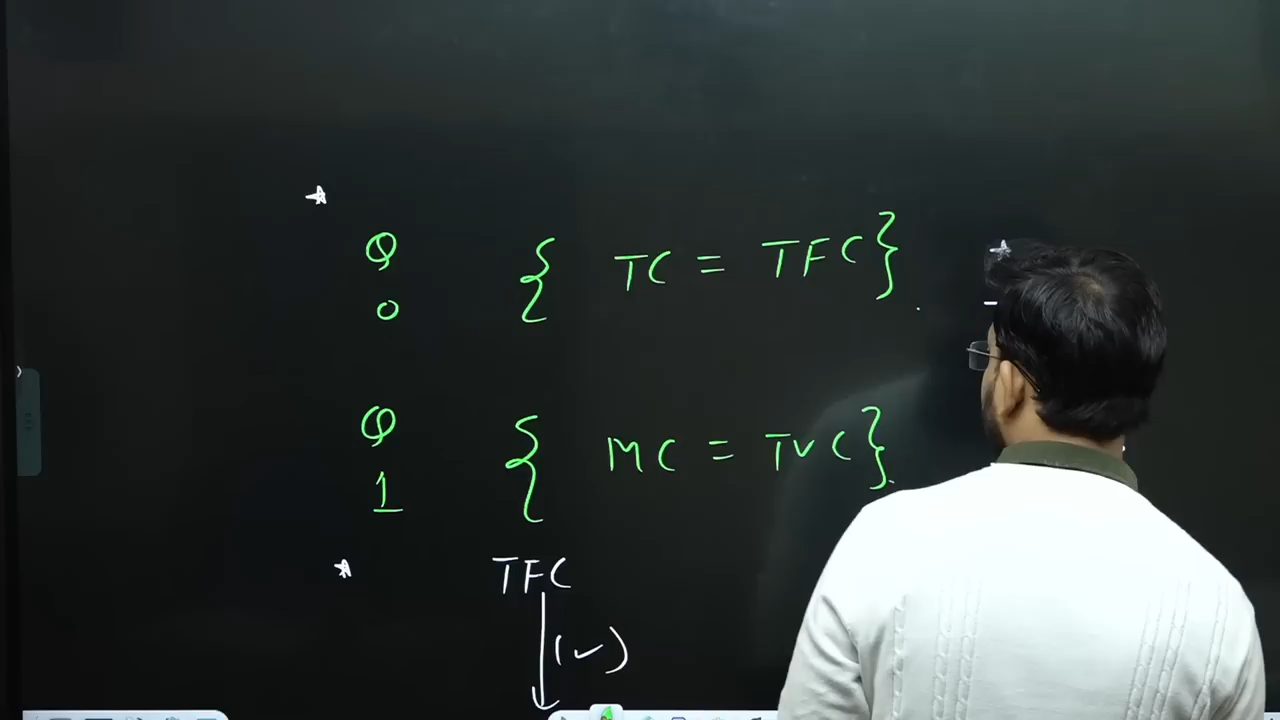 Q { TC = TFC }
0
Q { MC = TVC }
1
TFC
(✓)